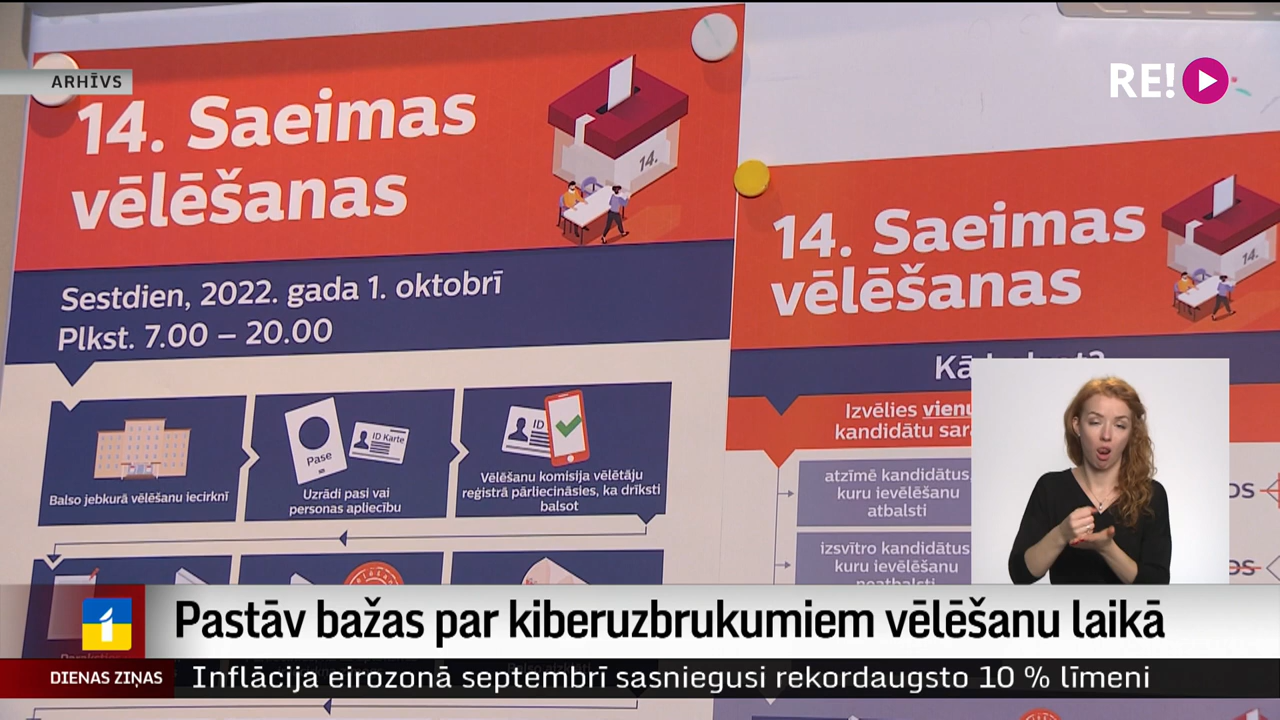 ARHĪVS
RE!
14. Saeimas
vēlēšanas
14.
Sestdien, 2022. gada 1. oktobrī
Plkst. 7.00 – 20.00
Balso jebkurā vēlēšanu iecirknī
Pase
ID Karte
Uzrādi pasi vai
personas apliecību
ID
Vēlēšanu komisija vēlētāju
reģistrā pārliecināsies, ka drīksti
balsot
14. Saeimas
vēlēšanas
14.
Izvēlies vienu
kandidātu
atzīmē kandidātus,
kuru ievēlēšanu
atbalsti
izsvītro kandidātus,
kuru ievēlēšanu
neatbalsti
1
Pastāv bažas par kiberuzbrukumiem vēlēšanu laikā
DIENAS ZIŅAS
Inflācija eirozonā septembrī sasniegusi rekordaugsto 10 % līmeni